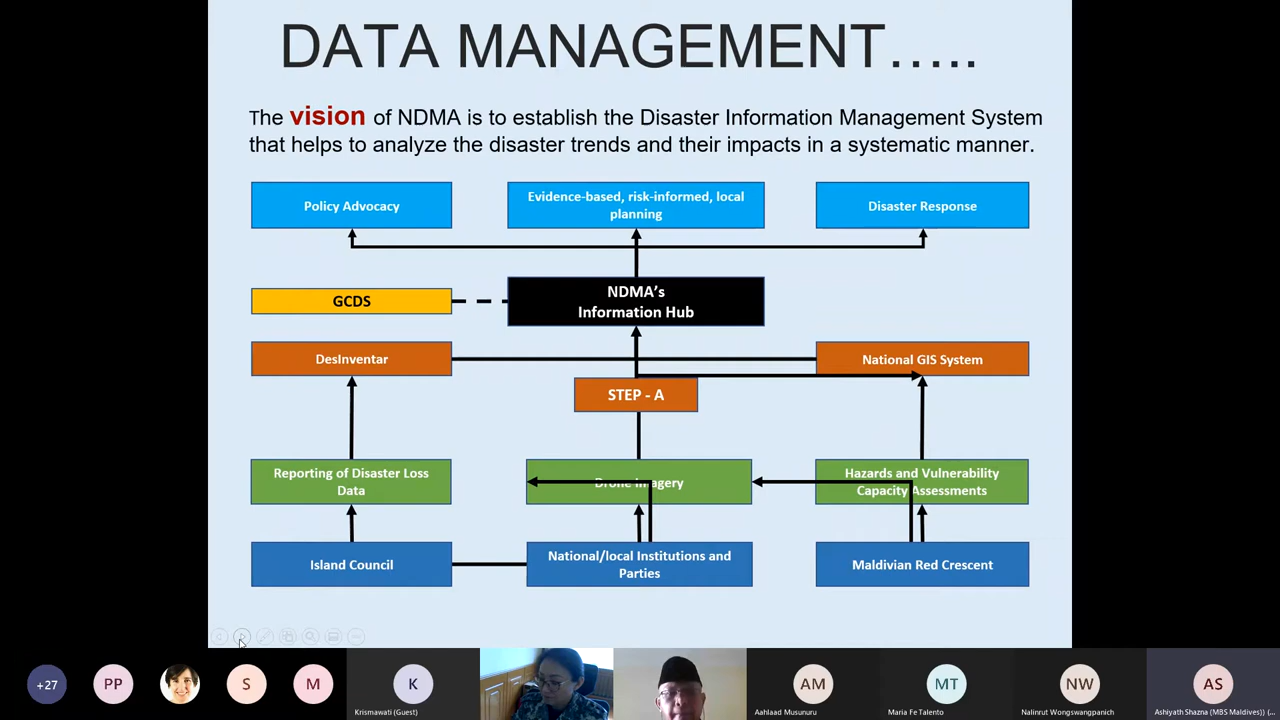 DATA MANAGEMENT…..
The vision of NDMA is to establish the Disaster Information Management System
that helps to analyze the disaster trends and their impacts in a systematic manner.
Policy Advocacy
Evidence-based, risk-informed, local
planning
Disaster Response
GCDS
NDMA's
Information Hub
DesInventar
National GIS System
STEP - A
Reporting of Disaster Loss
Data
Drone Imagery
Hazards and Vulnerability
Capacity Assessments
Island Council
National/local Institutions and
Parties
Maldivian Red Crescent
+27
PP
S
M
K
Krismawati (Guest)
AM
Aahlaad Musunuru
MT
Maria Fe Talento
NW
Nalinrut Wongswangpanich
AS
Ashiyath Shazna (MBS Maldives)) (...